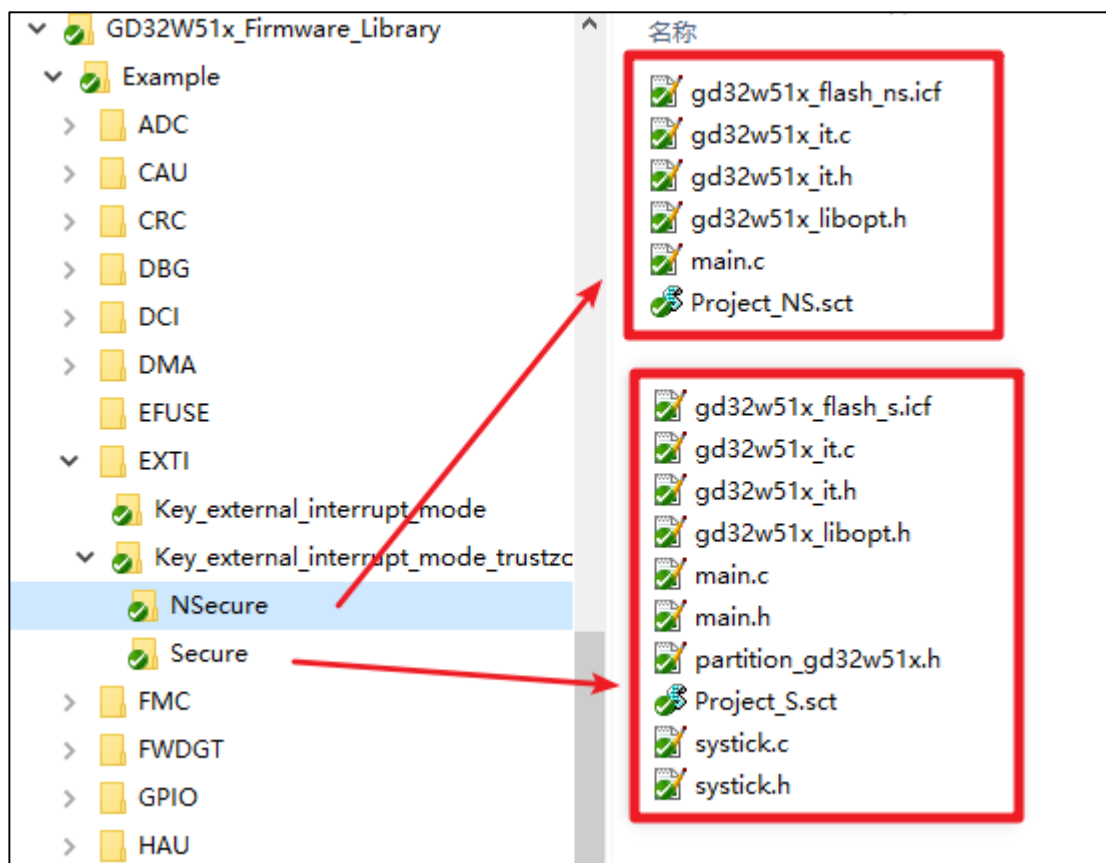 GD32W51x_Firmware_Library
Example
ADC
CAU
CRC
DBG
DCI
DMA
EFUSE
EXTI
Key_external_interrupt_mode
Key_external_interrupt_mode_trustzc
NSecure
Secure
FMC
FWDGT
GPIO
HAU
名称
gd32w51x_flash_ns.icf
gd32w51x_it.c
gd32w51x_it.h
gd32w51x_libopt.h
main.c
Project_NS.sct
gd32w51x_flash_s.icf
gd32w51x_it.c
gd32w51x_it.h
gd32w51x_libopt.h
main.c
main.h
partition_gd32w51x.h
Project_S.sct
systick.c
systick.h